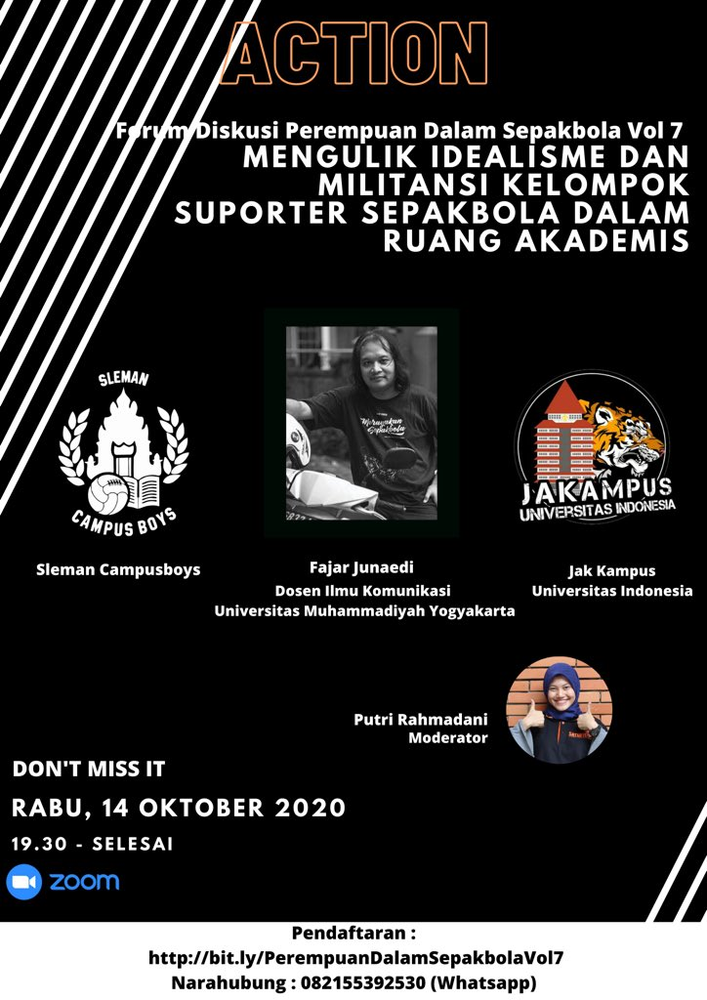 ACTION
Forum Diskusi Perempuan Dalam Sepakbola Vol 7
MENGULIK IDEALISME DAN
MILITANSI KELOMPOK
SUPORTER SEPAKBOLA DALAM
RUANG AKADEMIS
SLEMAN
CAMPUS BOYS
Merayakan
Sepakbola
JAKAMPUS
UNIVERSITAS INDONESIA
Sleman Campusboys
Fajar Junaedi
Dosen Ilmu Komunikasi
Universitas Muhammadiyah Yogyakarta
Jak Kampus
Universitas Indonesia
Putri Rahmadani
Moderator
DON'T MISS IT
RABU, 14 OKTOBER 2020
19.30 - SELESAI
zoom
Pendaftaran :
http://bit.ly/PerempuanDalamSepakbolaVol7
Narahubung : 082155392530 (Whatsapp)